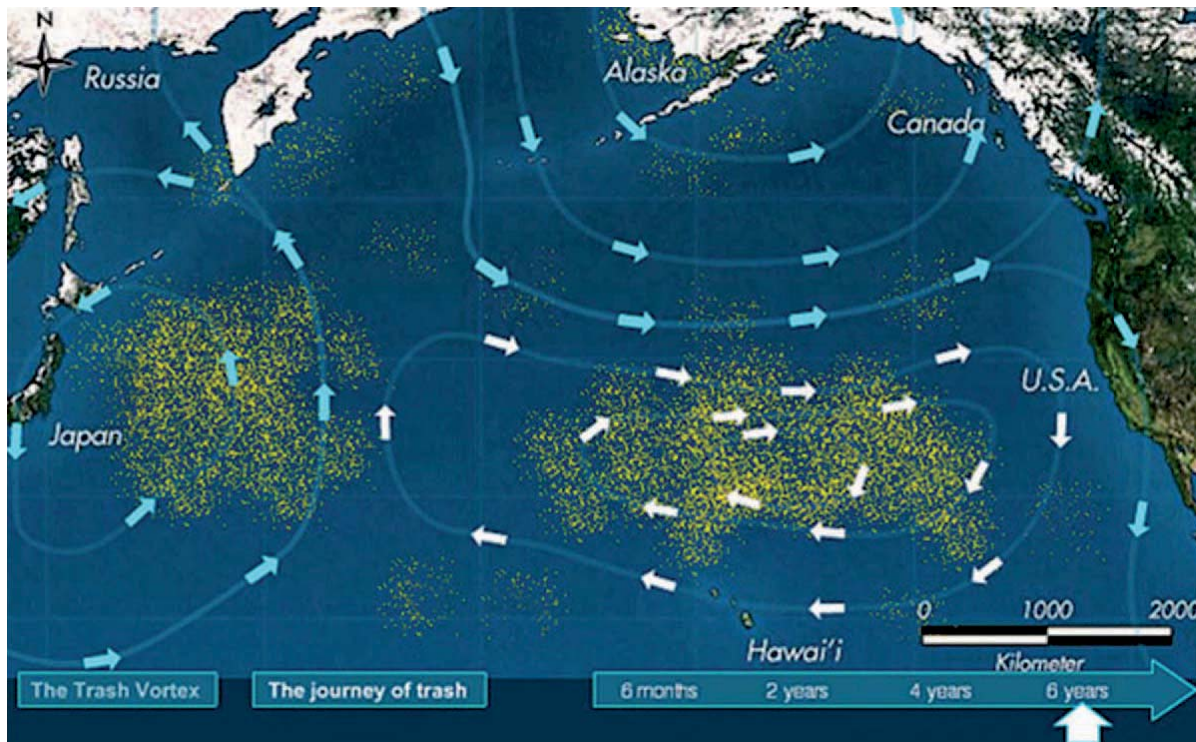 N
Russia
Alaska
Canada
U.S.A.
Japan
0 1000 2000
Hawai'i
Kilometer
The Trash Vortex
The journey of trash
6 months 2 years 4 years 6 years